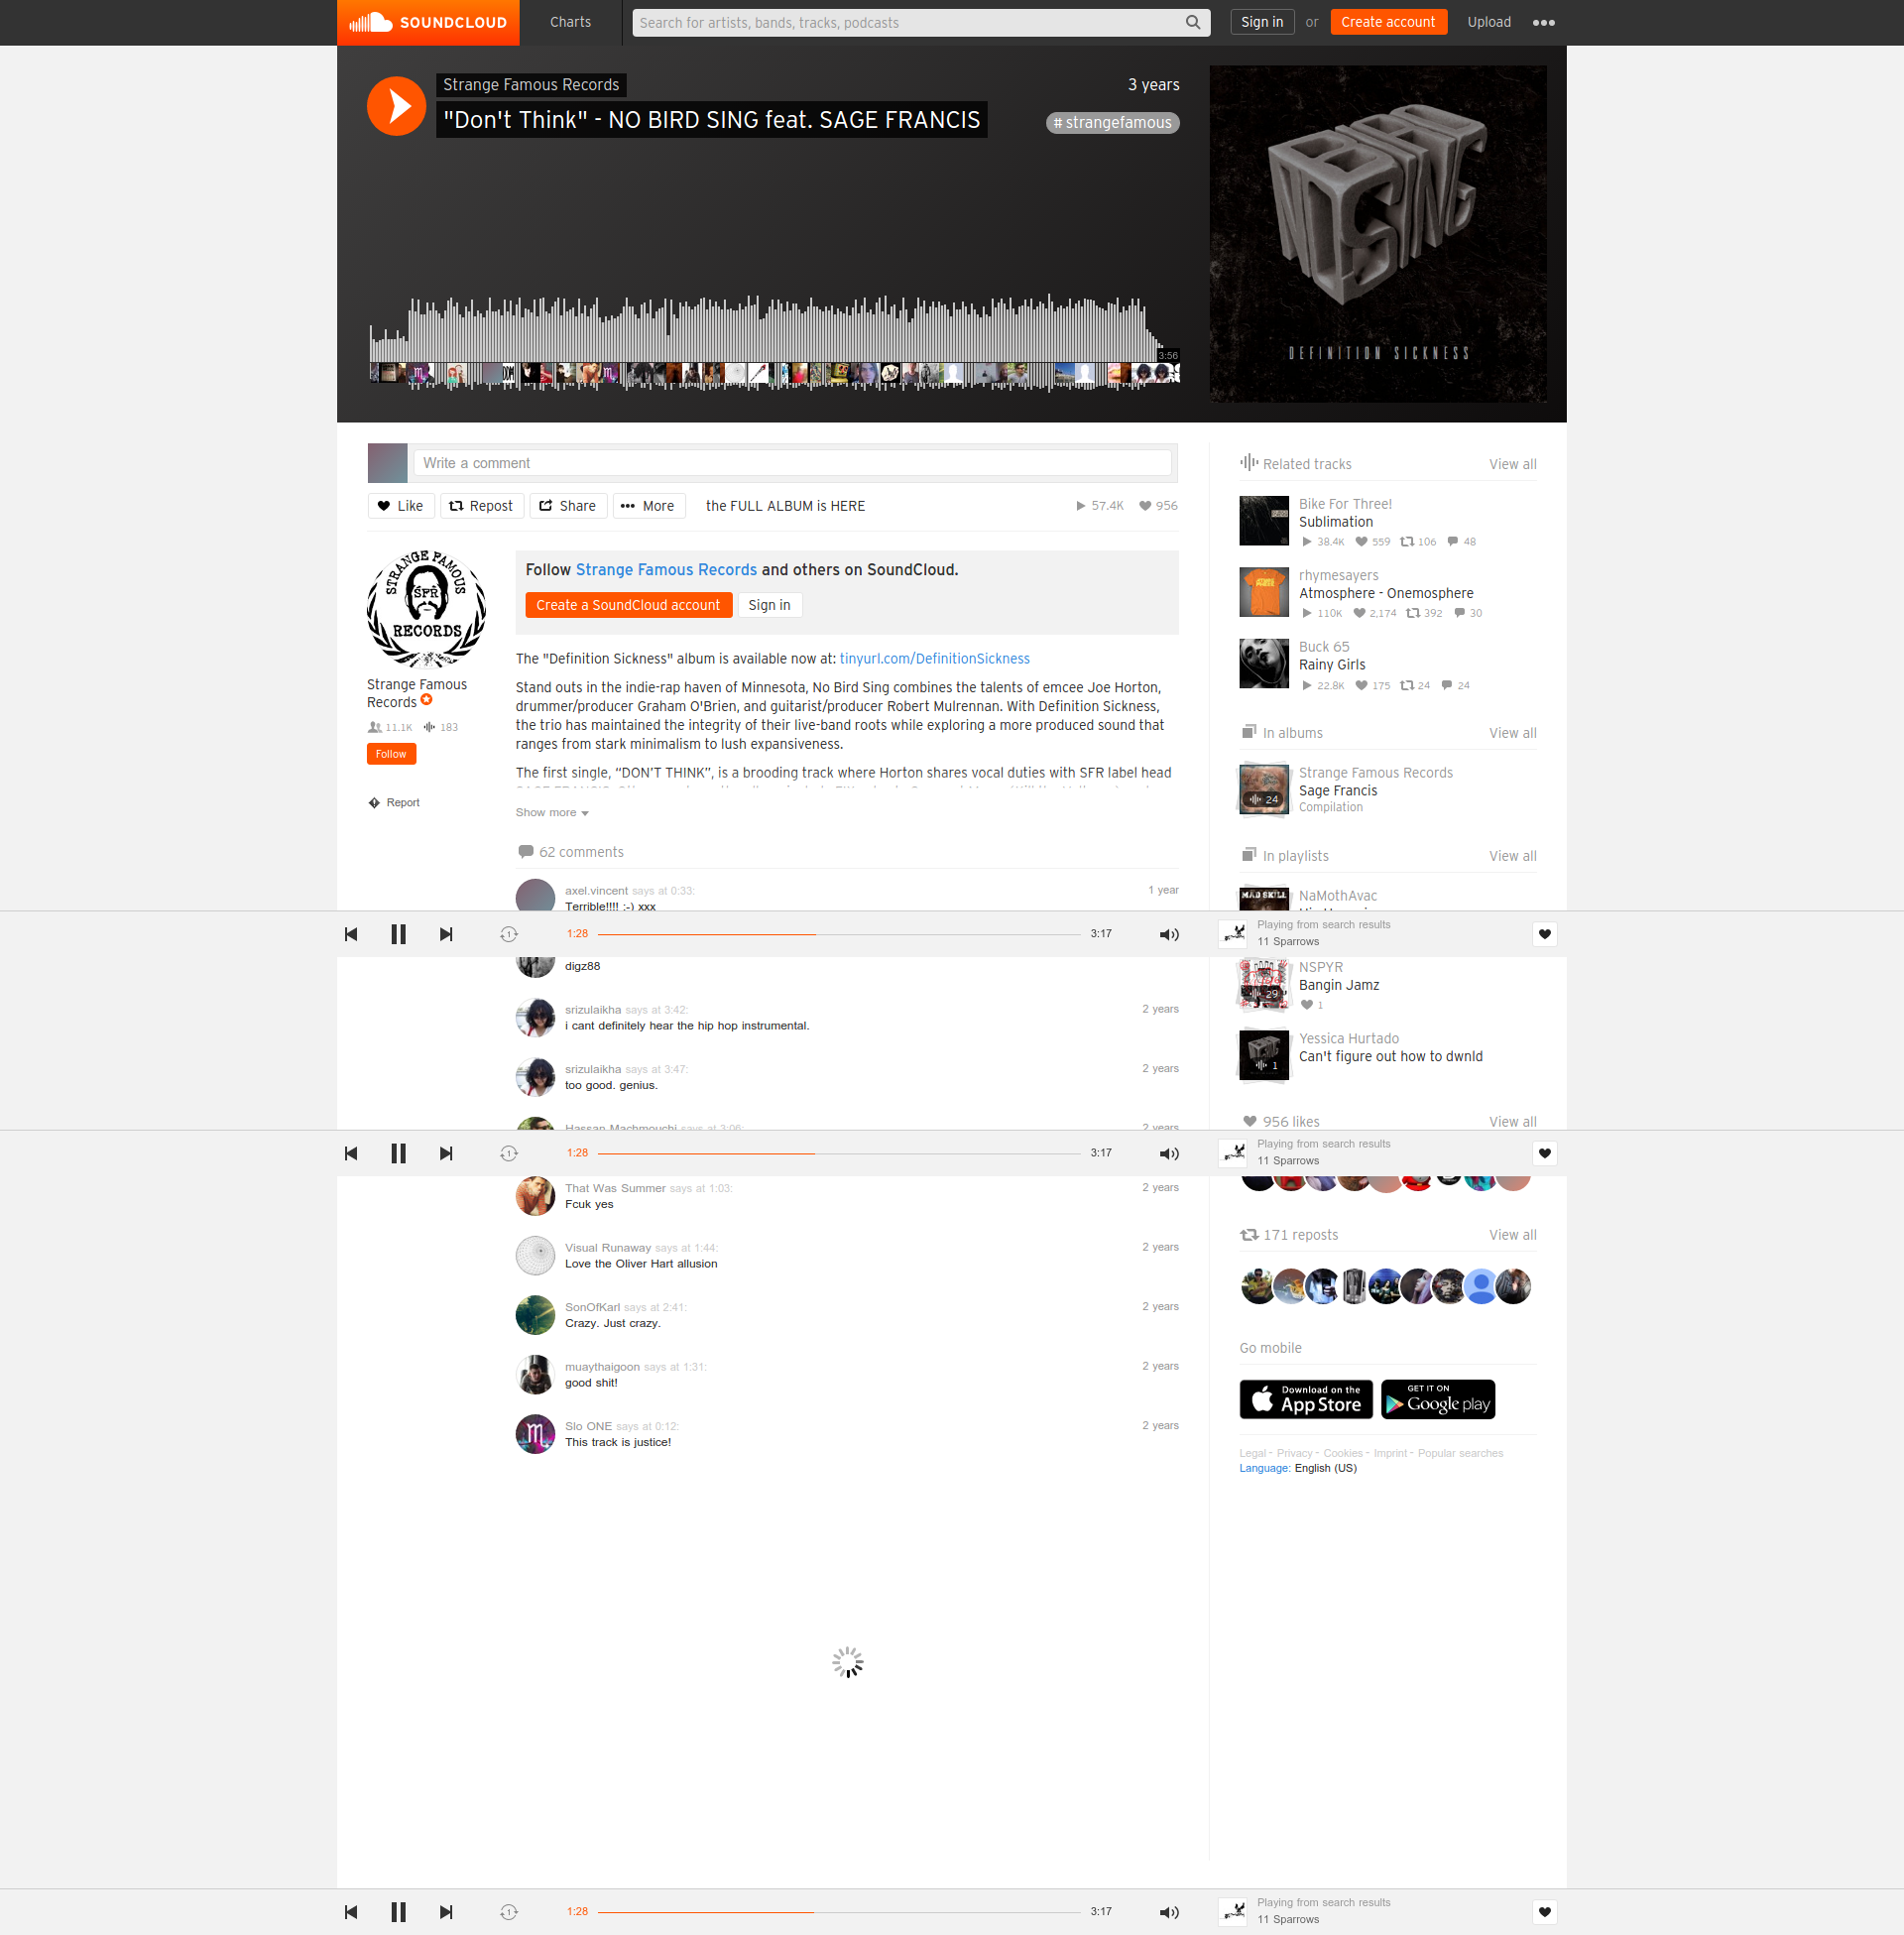 SOUNDCLOUD
Charts
Search for artists, bands, tracks, podcasts
Sign in
or
Create account
Upload
Strange Famous Records
"Don't Think" - NO BIRD SING feat. SAGE FRANCIS
3 years
# strangefamous
NO BIRD SING
DEFINITION SICKNESS
3:56
Write a comment
Like
Repost
Share
More
the FULL ALBUM is HERE
57.4K
956
STRANGE FAMOUS
SFR
RECORDS
Strange Famous
Records
11.1K
183
Follow
Report
Follow Strange Famous Records and others on SoundCloud.
Create a SoundCloud account
Sign in
The "Definition Sickness" album is available now at: tinyurl.com/DefinitionSickness
Stand outs in the indie-rap haven of Minnesota, No Bird Sing combines the talents of emcee Joe Horton,
drummer/producer Graham O'Brien, and guitarist/producer Robert Mulrennan. With Definition Sickness,
the trio has maintained the integrity of their live-band roots while exploring a more produced sound that
ranges from stark minimalism to lush expansiveness.
The first single, “DON’T THINK”, is a brooding track where Horton shares vocal duties with SFR label head
Show more
62 comments
axel.vincent says at 0:33:
1 year
Terrible!!!! :-) xxx
Related tracks
View all
Bike For Three!
Sublimation
38.4K
559
106
48
rhymesayers
Atmosphere - Onemosphere
110K
2,174
392
30
Buck 65
Rainy Girls
22.8K
175
24
24
In albums
View all
24
Strange Famous Records
Sage Francis
Compilation
In playlists
View all
MAD SKILL
NaMothAvac
1:28
3:17
Playing from search results
11 Sparrows
digz88
srizulaikha says at 3:42:
2 years
i cant definitely hear the hip hop instrumental.
srizulaikha says at 3:47:
2 years
too good. genius.
Hassan Machmouchi says at 3:06:
2 years
29
NSPYR
Bangin Jamz
1
1
Yessica Hurtado
Can't figure out how to dwnld
956 likes
View all
1:28
3:17
Playing from search results
11 Sparrows
That Was Summer says at 1:03:
2 years
Fcuk yes
Visual Runaway says at 1:44:
2 years
Love the Oliver Hart allusion
SonOfKarl says at 2:41:
2 years
Crazy. Just crazy.
muaythaigoon says at 1:31:
2 years
good shit!
Slo ONE says at 0:12:
2 years
This track is justice!
171 reposts
View all
Go mobile
Download on the
App Store
GET IT ON
Google play
Legal - Privacy - Cookies - Imprint - Popular searches
Language: English (US)
1:28
3:17
Playing from search results
11 Sparrows